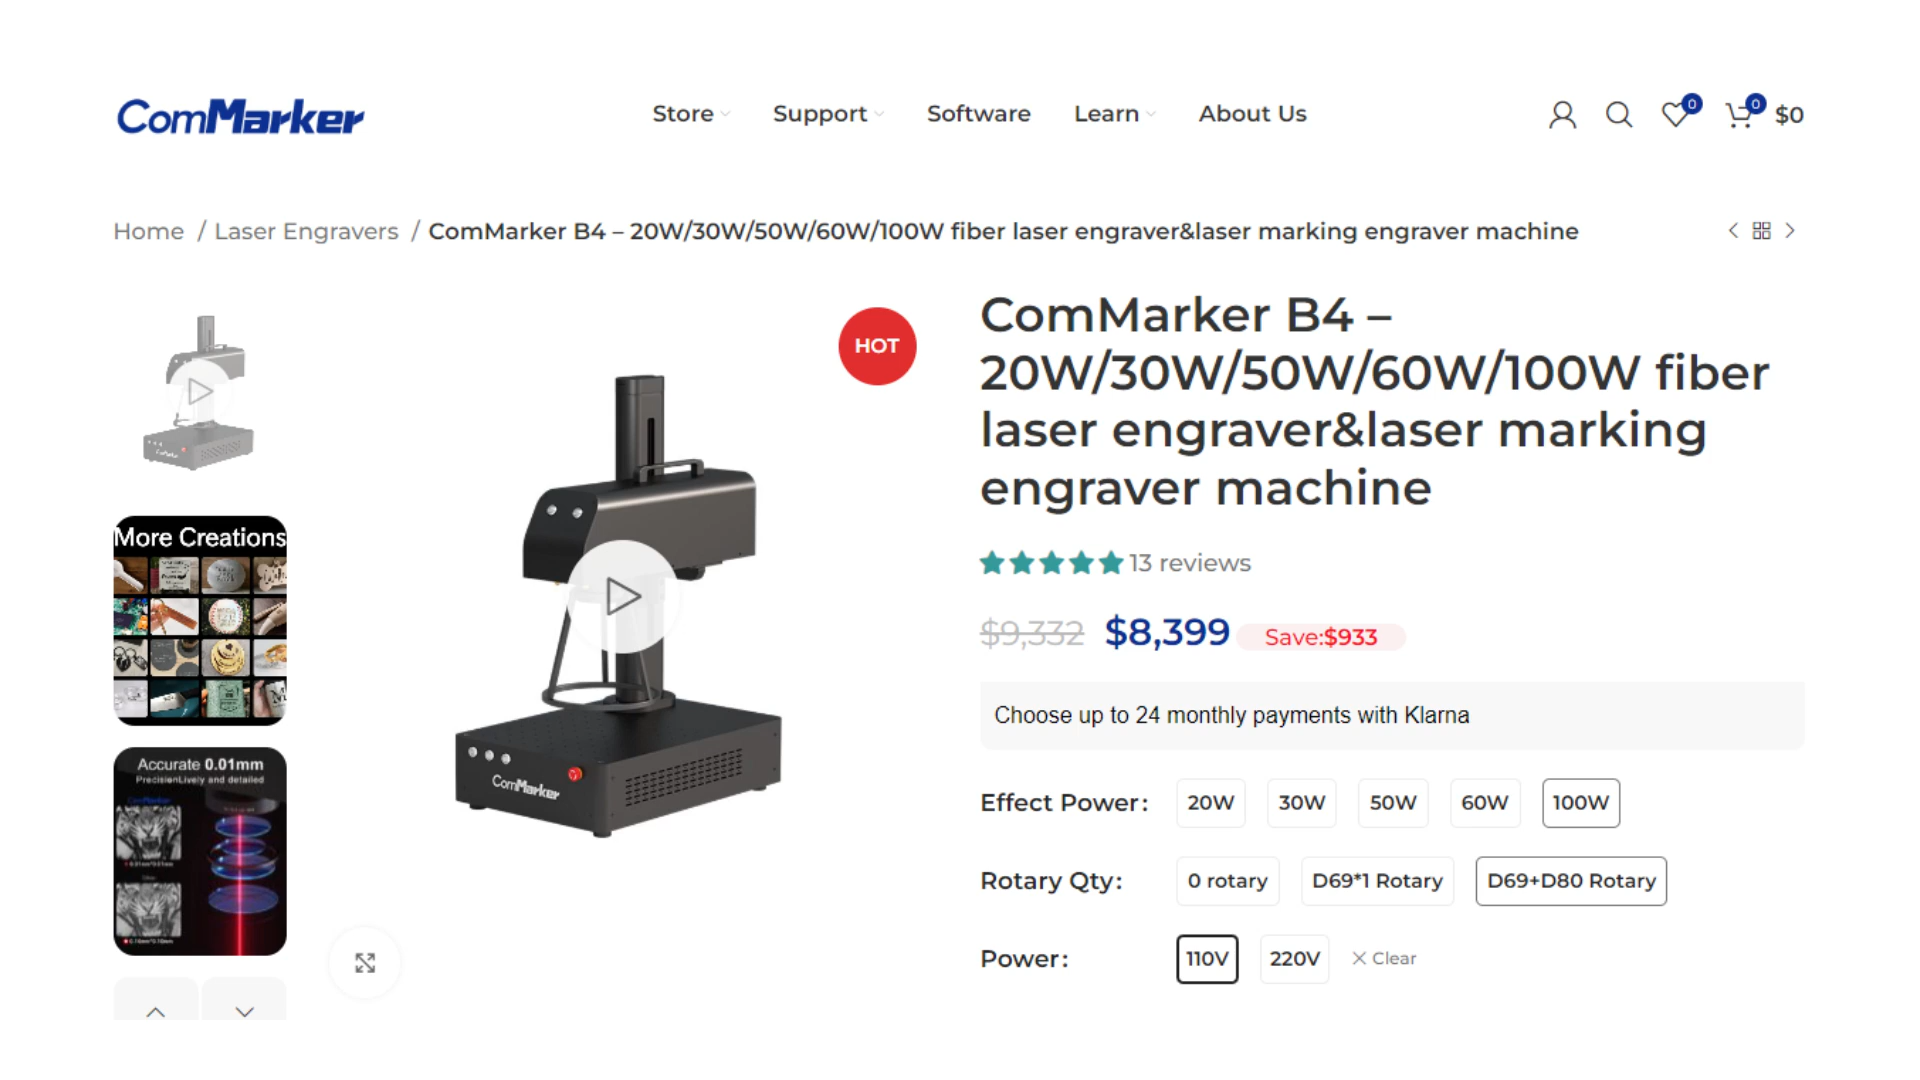 ComMarker
Store
Support
Software
Learn
About Us
0
0
$0
Home / Laser Engravers / ComMarker B4 – 20W/30W/50W/60W/100W fiber laser engraver&laser marking engraver machine
HOT
ComMarker
More Creations
Accurate 0.01mm
PrecisionLively and detailed
ComMarker B4 –
20W/30W/50W/60W/100W fiber
laser engraver&laser marking
engraver machine
13 reviews
$9,332 $8,399 Save:$933
Choose up to 24 monthly payments with Klarna
Effect Power: 20W 30W 50W 60W 100W
Rotary Qty: 0 rotary D69*1 Rotary D69+D80 Rotary
Power: 110V 220V Clear